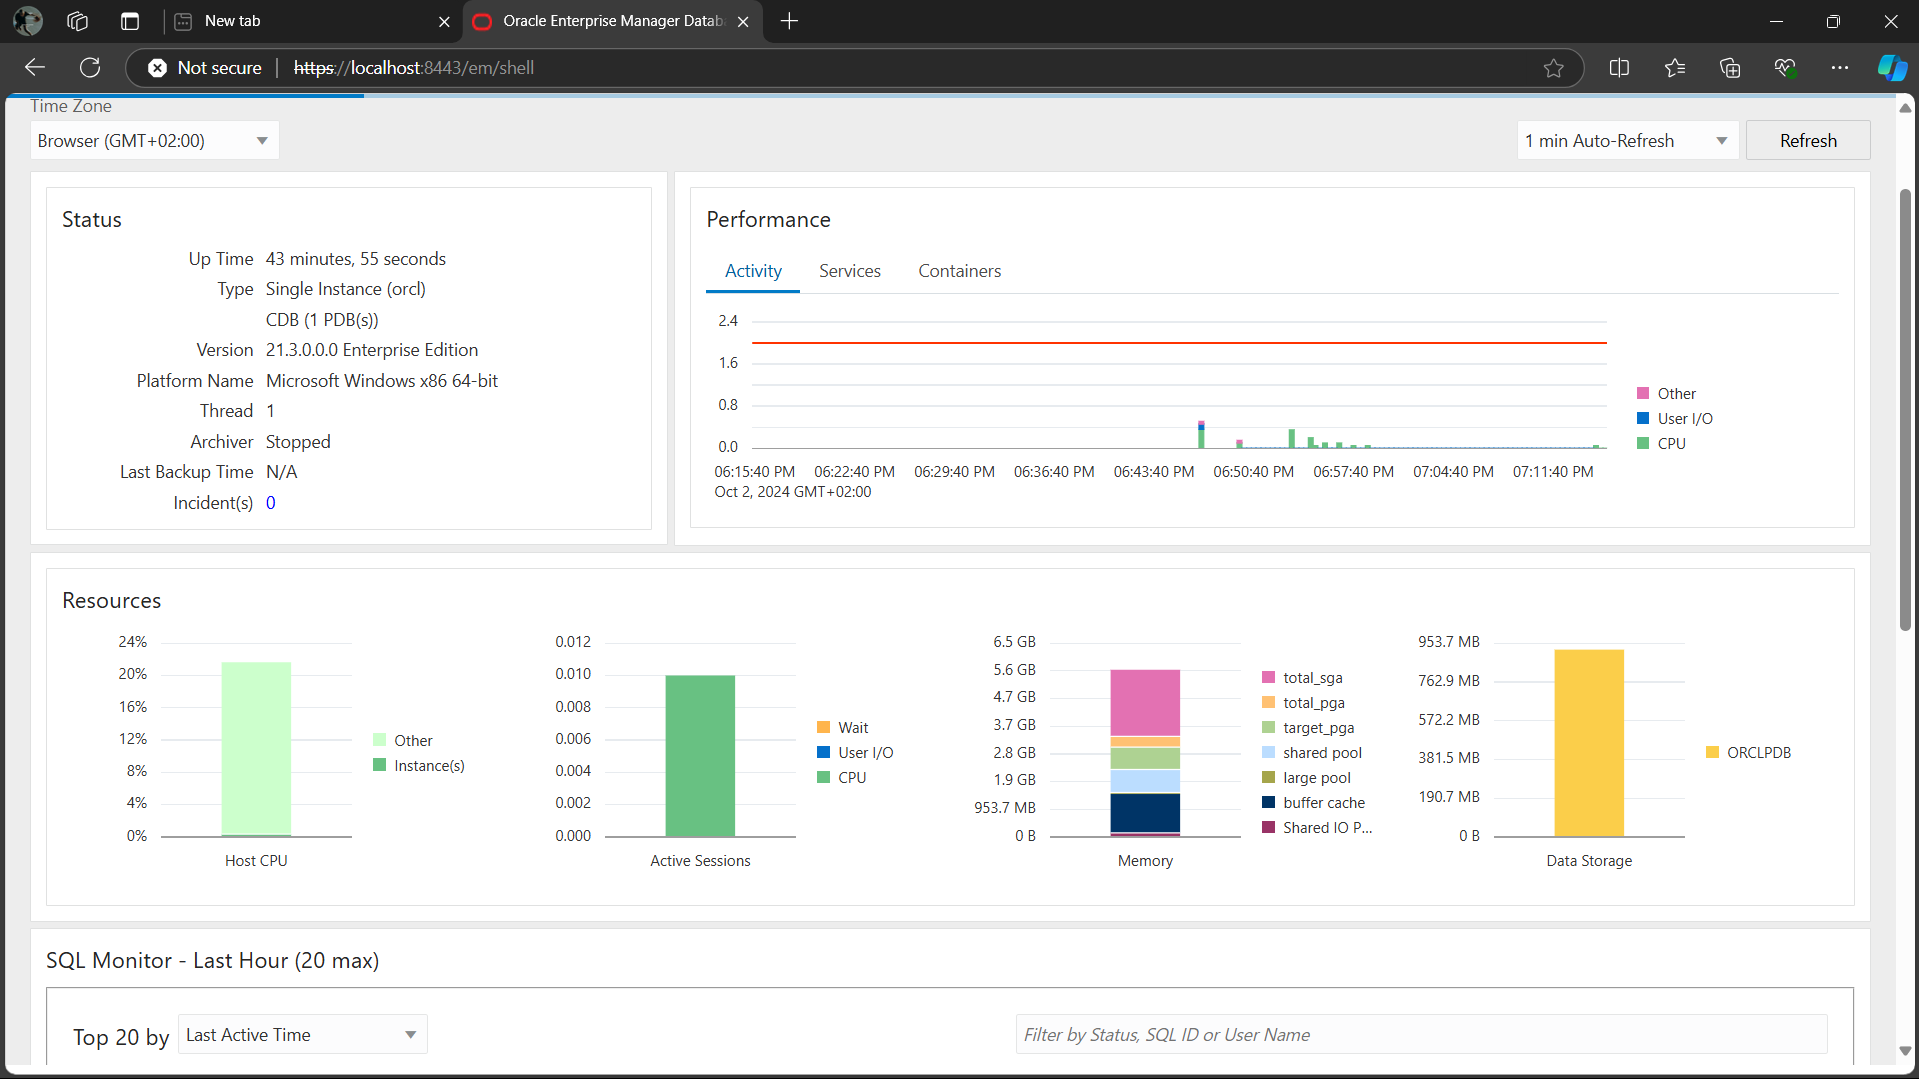 New tab
Oracle Enterprise Manager Datab
Not secure
https://localhost:8443/em/shell
Time Zone
Browser (GMT+02:00)
1 min Auto-Refresh
Refresh
Status
Up Time 43 minutes, 55 seconds
Type Single Instance (orcl)
CDB (1 PDB(s))
Version 21.3.0.0.0 Enterprise Edition
Platform Name Microsoft Windows x86 64-bit
Thread 1
Archiver Stopped
Last Backup Time N/A
Incident(s) 0
Performance
Activity Services Containers
2.4
1.6
0.8
0.0
06:15:40 PM 06:22:40 PM 06:29:40 PM 06:36:40 PM 06:43:40 PM 06:50:40 PM 06:57:40 PM 07:04:40 PM 07:11:40 PM
Oct 2, 2024 GMT+02:00
Other
User I/O
CPU
Resources
24%
20%
16%
12%
8%
4%
0%
Host CPU
Other
Instance(s)
0.012
0.010
0.008
0.006
0.004
0.002
0.000
Active Sessions
Wait
User I/O
CPU
6.5 GB
5.6 GB
4.7 GB
3.7 GB
2.8 GB
1.9 GB
953.7 MB
0 B
Memory
total_sga
total_pga
target_pga
shared pool
large pool
buffer cache
Shared IO P...
953.7 MB
762.9 MB
572.2 MB
381.5 MB
190.7 MB
0 B
Data Storage
ORCLPDB
SQL Monitor - Last Hour (20 max)
Top 20 by Last Active Time
Filter by Status, SQL ID or User Name